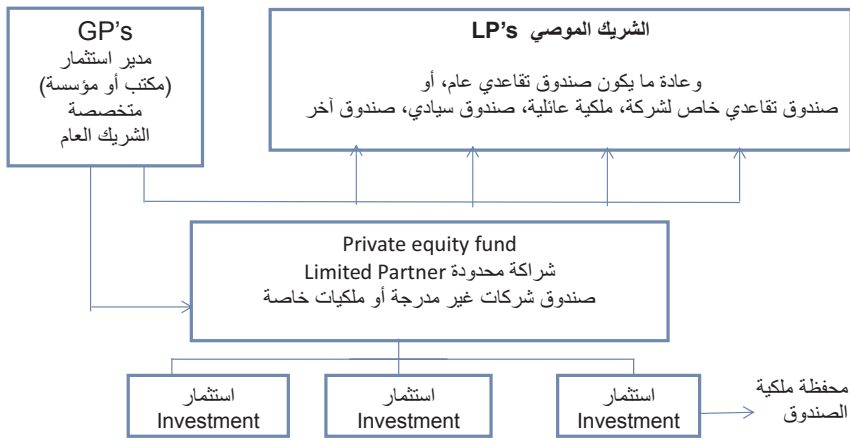 GP's
مدير استثمار
(مكتب أو مؤسسة)
متخصصة
الشريك العام
الشريك الموصي LP's
وعادة ما يكون صندوق تقاعدي عام، أو
صندوق تقاعدي خاص لشركة، ملكية عائلية، صندوق سيادي، صندوق آخر
Private equity fund
شراكة محدودة Limited Partner
صندوق شركات غير مدرجة أو ملكيات خاصة
استثمار
Investment
استثمار
Investment
استثمار
Investment
محفظة ملكية
الصندوق